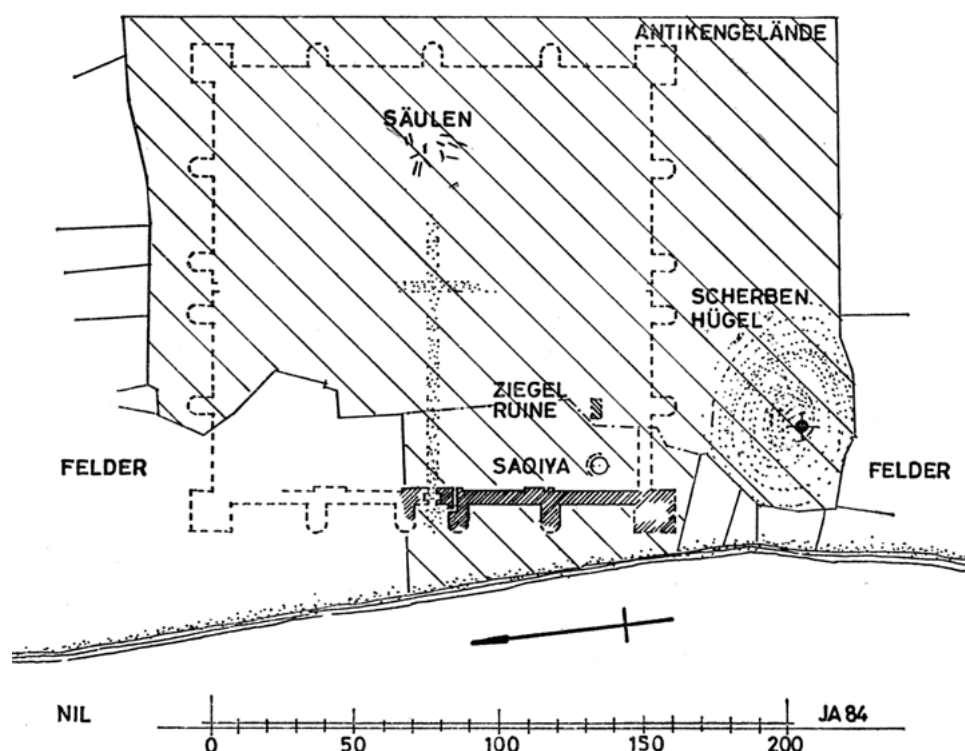 ANTIKENGELÄNDE
SÄULEN
SCHERBEN.
HÜGEL
ZIEGEL
RUINE
FELDER
SAQIYA
FELDER
NIL
JA 84
0 50 100 150 200